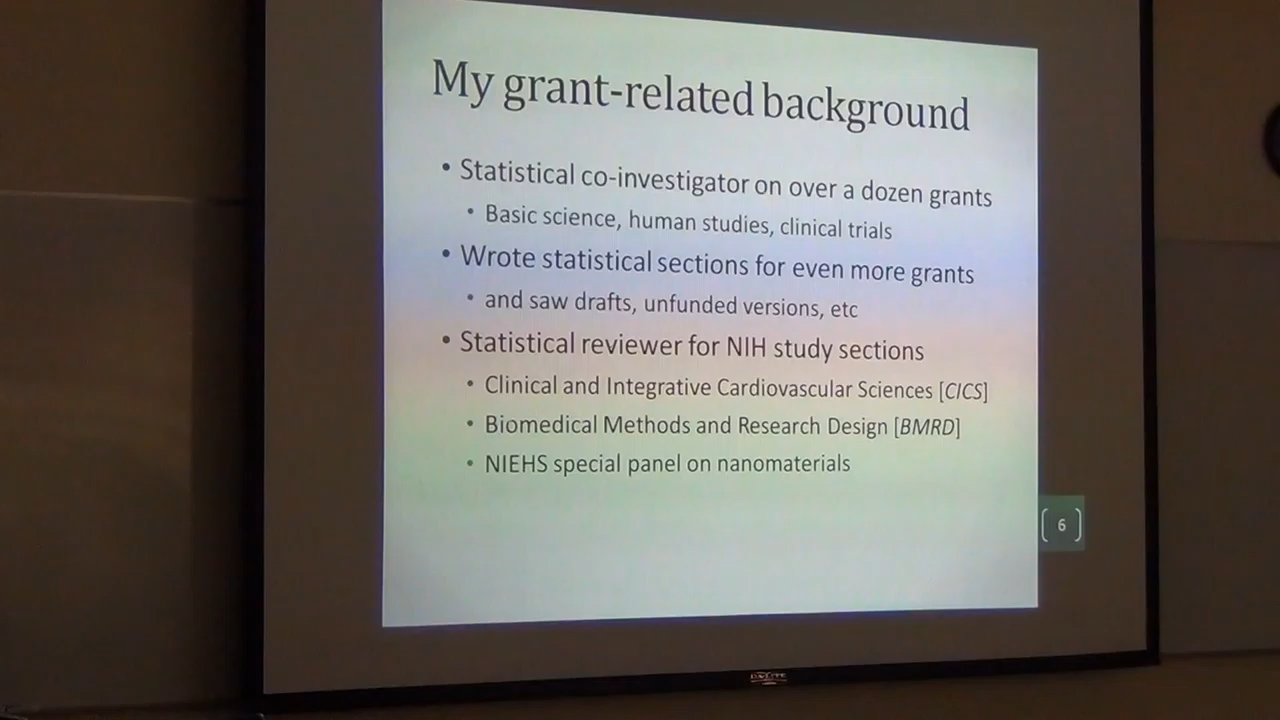 My grant-related background
• Statistical co-investigator on over a dozen grants
• Basic science, human studies, clinical trials
• Wrote statistical sections for even more grants
• and saw drafts, unfunded versions, etc
• Statistical reviewer for NIH study sections
• Clinical and Integrative Cardiovascular Sciences [CICS]
• Biomedical Methods and Research Design [BMRD]
• NIEHS special panel on nanomaterials
[ 6 ]
DA-LITE